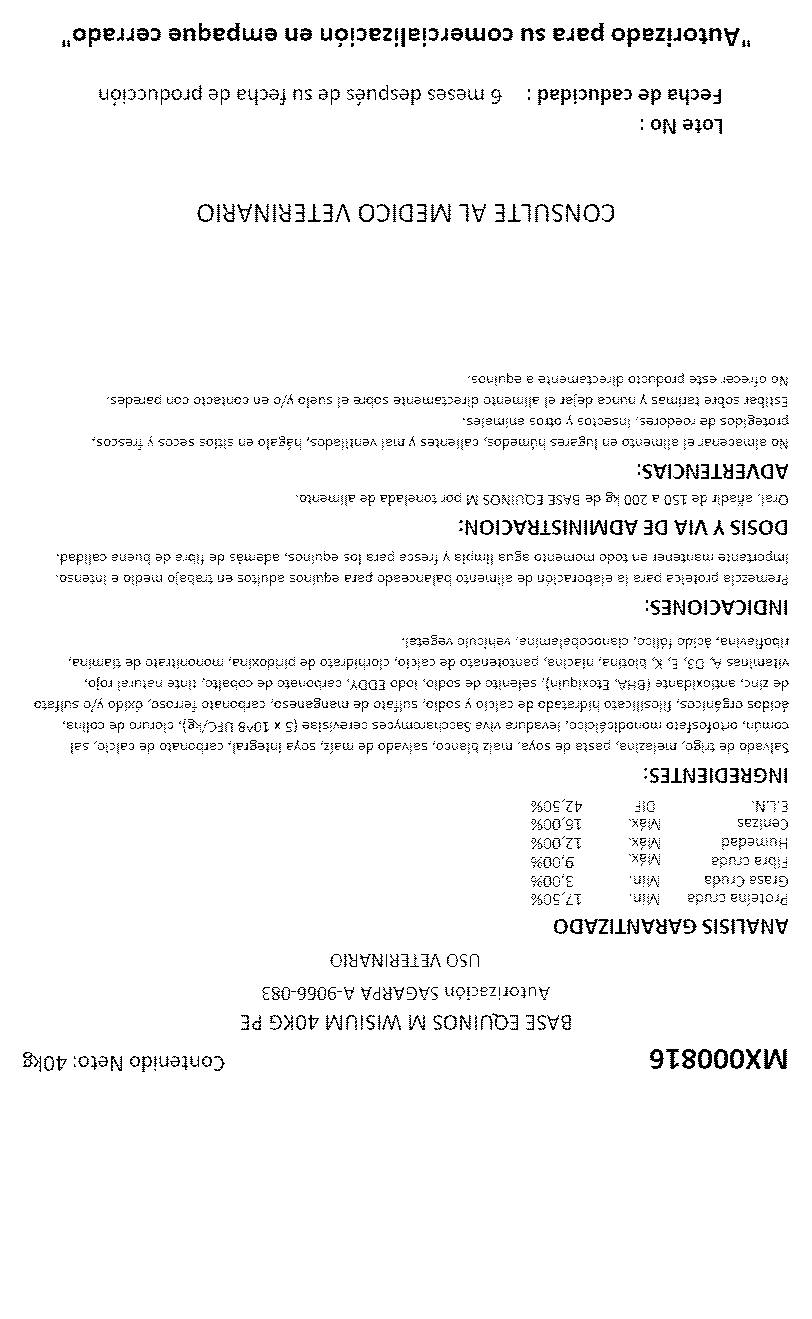 MX000816 Contenido Neto: 40kg
BASE EQUINOS M WISIUM 40KG PE
Autorización SAGARPA A-9066-083
USO VETERINARIO
ANALISIS GARANTIZADO
Proteína cruda Min. 17,50%
Grasa Cruda Min. 3,00%
Fibra cruda Máx. 9,00%
Humedad Máx. 12,00%
Cenizas Máx. 16,00%
E.L.N. DIF 42,50%
INGREDIENTES:
Salvado de trigo, melazina, pasta de soya, maíz blanco, salvado de maíz, soya integral, carbonato de calcio, sal
común, ortofosfato monodicálcico, levadura viva Saccharomyces cerevisiae (5 x 10^8 UFC/kg), cloruro de colina,
ácidos orgánicos, filosilicato hidratado de calcio y sodio, sulfato de manganeso, carbonato ferroso, óxido y/o sulfato
de zinc, antioxidante (BHA, Etoxiquin), selenito de sodio, Iodo EDDY, carbonato de cobalto, tinte natural rojo,
vitaminas A, D3, E, K, biotina, niacina, pantotenato de calcio, clorhidrato de piridoxina, mononitrato de tiamina,
riboflavina, ácido fólico, cianocobalamina, vehículo vegetal.
INDICACIONES:
Premezcla proteica para la elaboración de alimento balanceado para equinos adultos en trabajo medio e intenso.
Importante mantener en todo momento agua limpia y fresca para los equinos, además de fibra de buena calidad.
DOSIS Y VIA DE ADMINISTRACION:
Oral, añadir de 150 a 200 kg de BASE EQUINOS M por tonelada de alimento.
ADVERTENCIAS:
No almacenar el alimento en lugares húmedos, calientes y mal ventilados, hágalo en sitios secos y frescos,
protegidos de roedores, insectos y otros animales.
Estibar sobre tarimas y nunca dejar el alimento directamente sobre el suelo y/o en contacto con paredes.
No ofrecer este producto directamente a equinos.
CONSULTE AL MEDICO VETERINARIO
Lote No :
Fecha de caducidad : 6 meses después de su fecha de producción
"Autorizado para su comercialización en empaque cerrado"